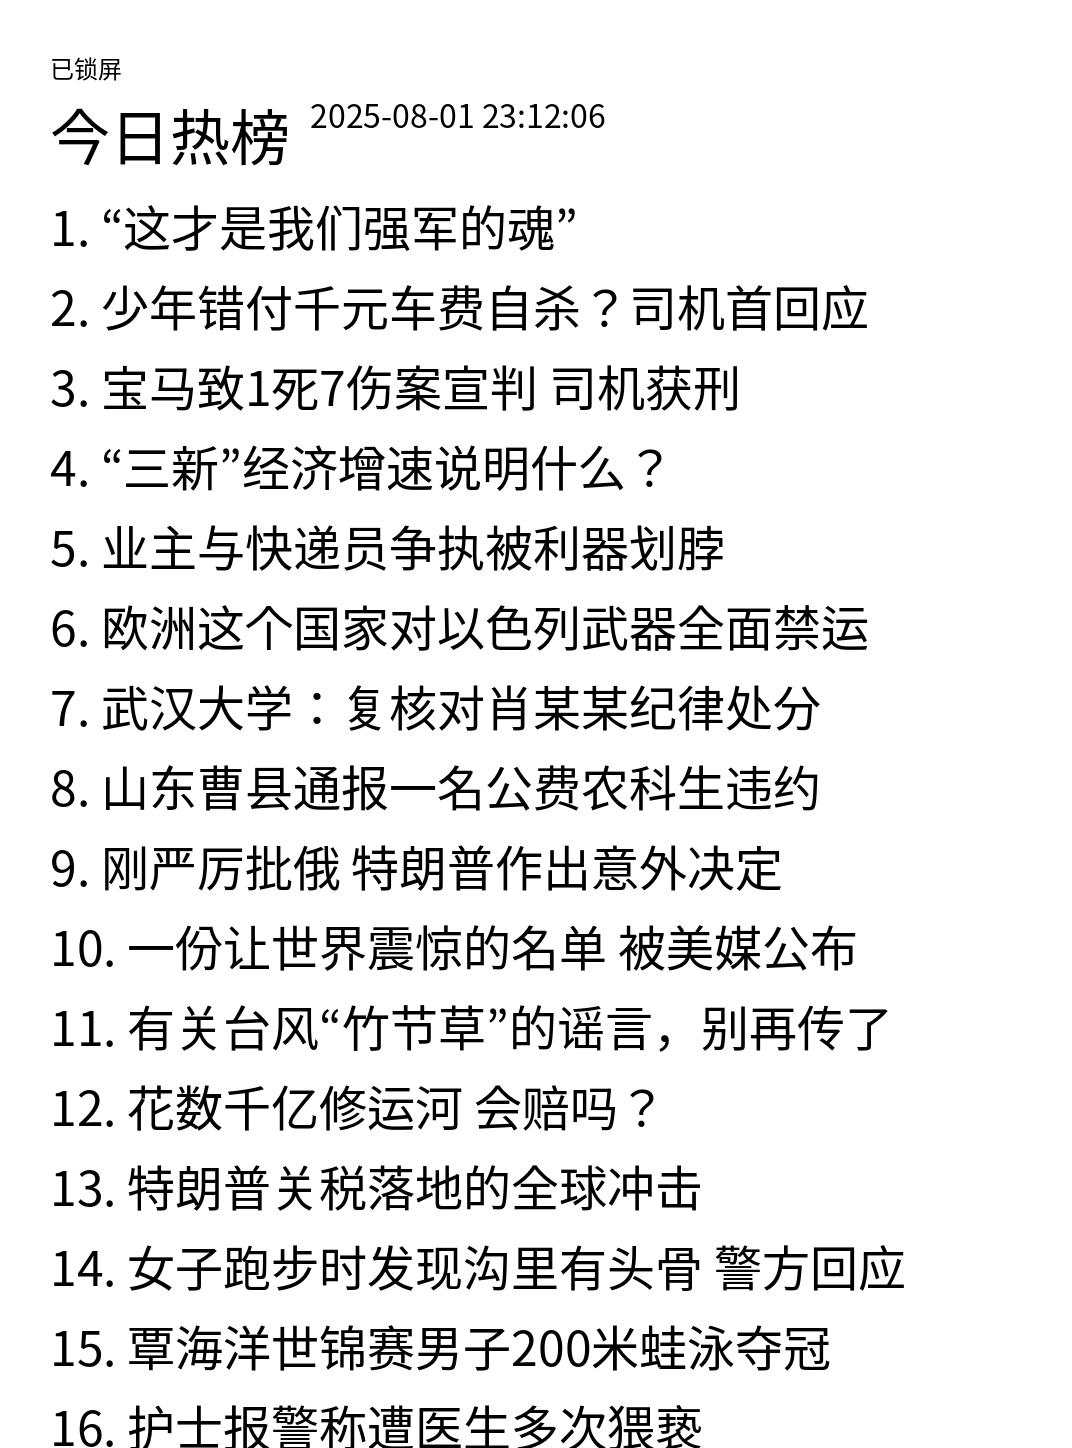 已锁屏
今日热榜 2025-08-01 23:12:06
1. “这才是我们强军的魂”
2. 少年错付千元车费自杀？司机首回应
3. 宝马致1死7伤案宣判 司机获刑
4. “三新”经济增速说明什么？
5. 业主与快递员争执被利器划脖
6. 欧洲这个国家对以色列武器全面禁运
7. 武汉大学：复核对肖某某纪律处分
8. 山东曹县通报一名公费农科生违约
9. 刚严厉批俄 特朗普作出意外决定
10. 一份让世界震惊的名单 被美媒公布
11. 有关台风“竹节草”的谣言，别再传了
12. 花数千亿修运河 会赔吗？
13. 特朗普关税落地的全球冲击
14. 女子跑步时发现沟里有头骨 警方回应
15. 覃海洋世锦赛男子200米蛙泳夺冠
16. 护士报警称遭医生多次猥亵